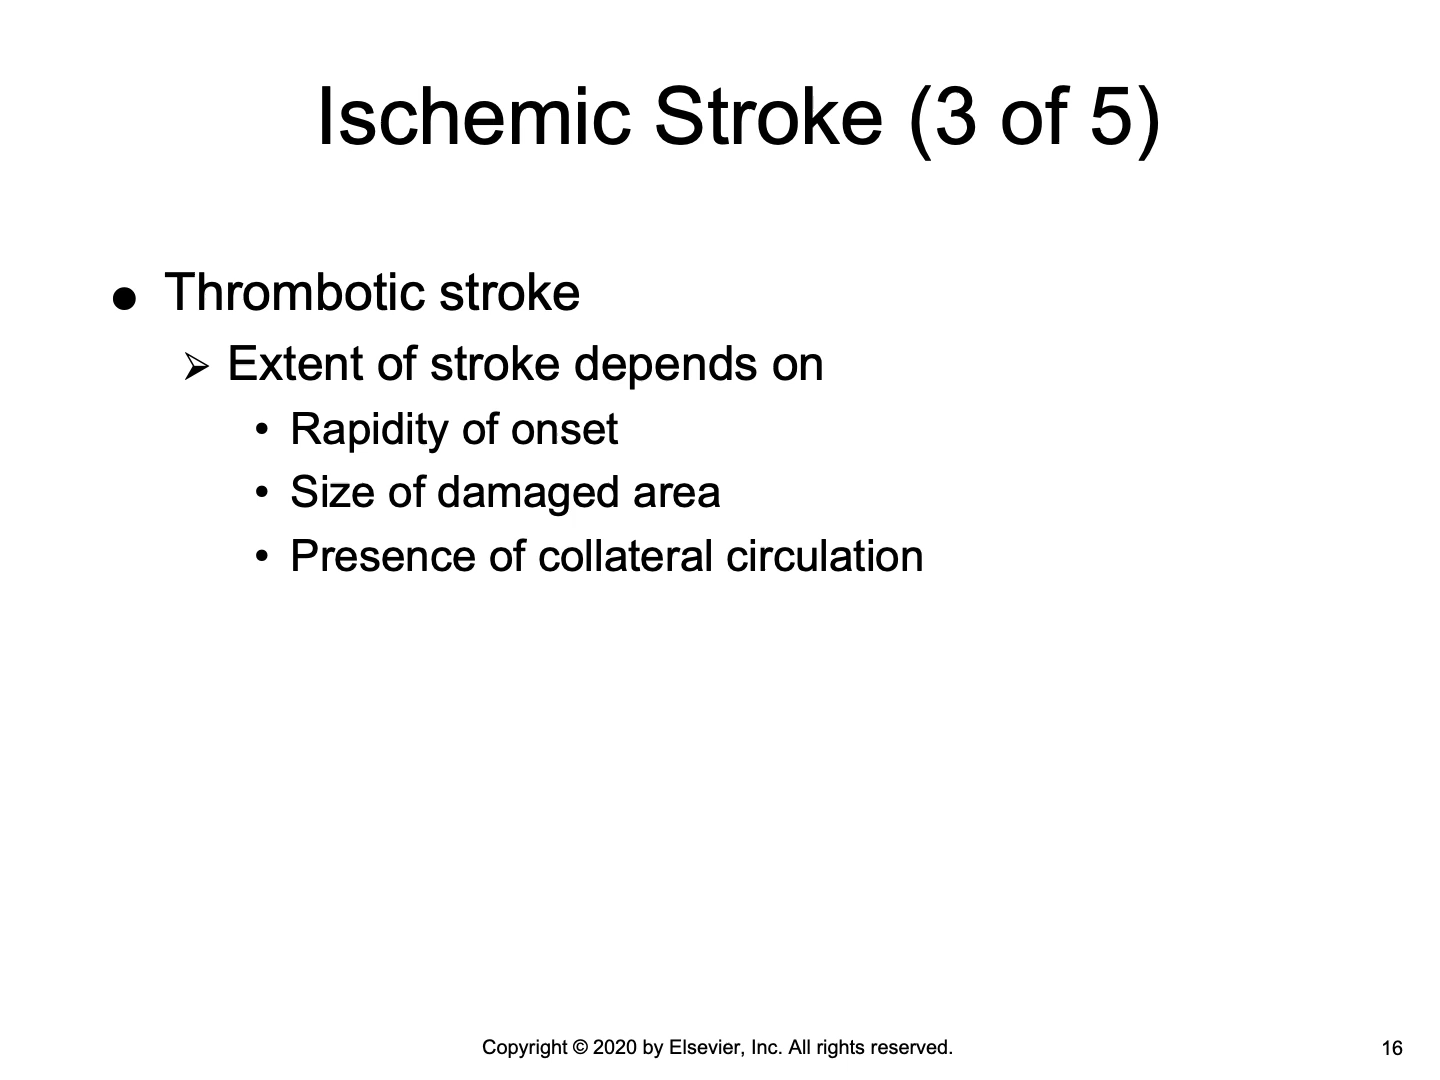 Ischemic Stroke (3 of 5)
● Thrombotic stroke
➢ Extent of stroke depends on
• Rapidity of onset
• Size of damaged area
• Presence of collateral circulation
Copyright © 2020 by Elsevier, Inc. All rights reserved.
16